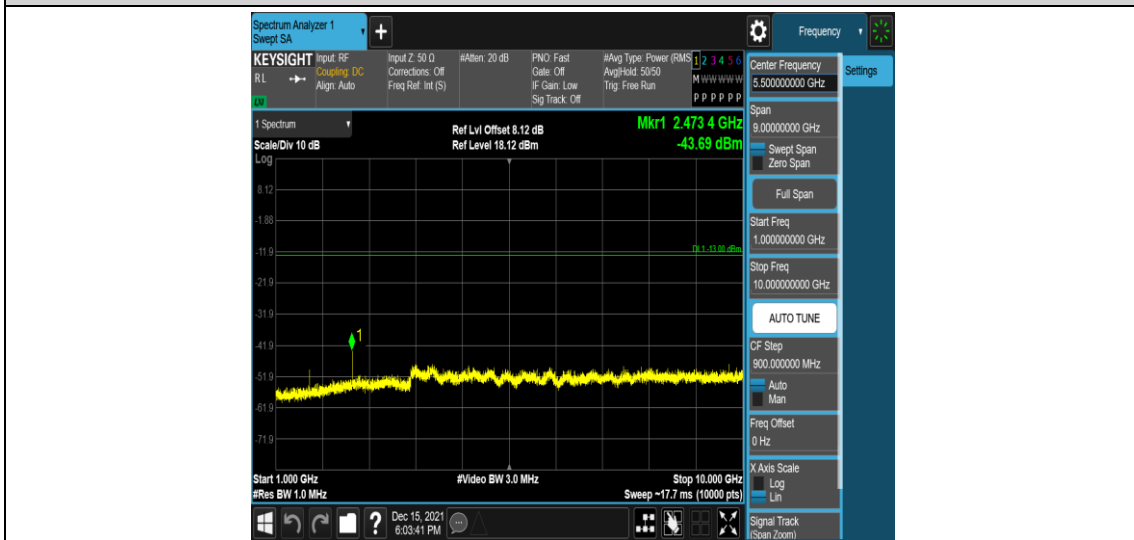 Spectrum Analyzer 1
Swept SA
+
Frequency
KEYSIGHT
RL
LXI
Input: RF
Coupling: DC
Align: Auto
Input Z: 50 Ω
Corrections: Off
Freq Ref: Int (S)
#Atten: 20 dB
PNO: Fast
Gate: Off
IF Gain: Low
Sig Track: Off
#Avg Type: Power (RMS
Avg|Hold: 50/50
Trig: Free Run
1 2 3 4 5 6
M W W W W W
P P P P P P
Settings
1 Spectrum
Scale/Div 10 dB
Ref Lvl Offset 8.12 dB
Ref Level 18.12 dBm
Mkr1 2.473 4 GHz
-43.69 dBm
Log
8.12
-1.88
-11.9
-21.9
-31.9
-41.9
-51.9
-61.9
-71.9
DL1 -13.00 dBm
1
Start 1.000 GHz
#Res BW 1.0 MHz
#Video BW 3.0 MHz
Stop 10.000 GHz
Sweep ~17.7 ms (10000 pts)
Center Frequency
5.500000000 GHz
Span
9.00000000 GHz
Swept Span
Zero Span
Full Span
Start Freq
1.000000000 GHz
Stop Freq
10.000000000 GHz
AUTO TUNE
CF Step
900.000000 MHz
Auto
Man
Freq Offset
0 Hz
X Axis Scale
Log
Lin
Signal Track
(Span Zoom)
?
Dec 15, 2021
6:03:41 PM